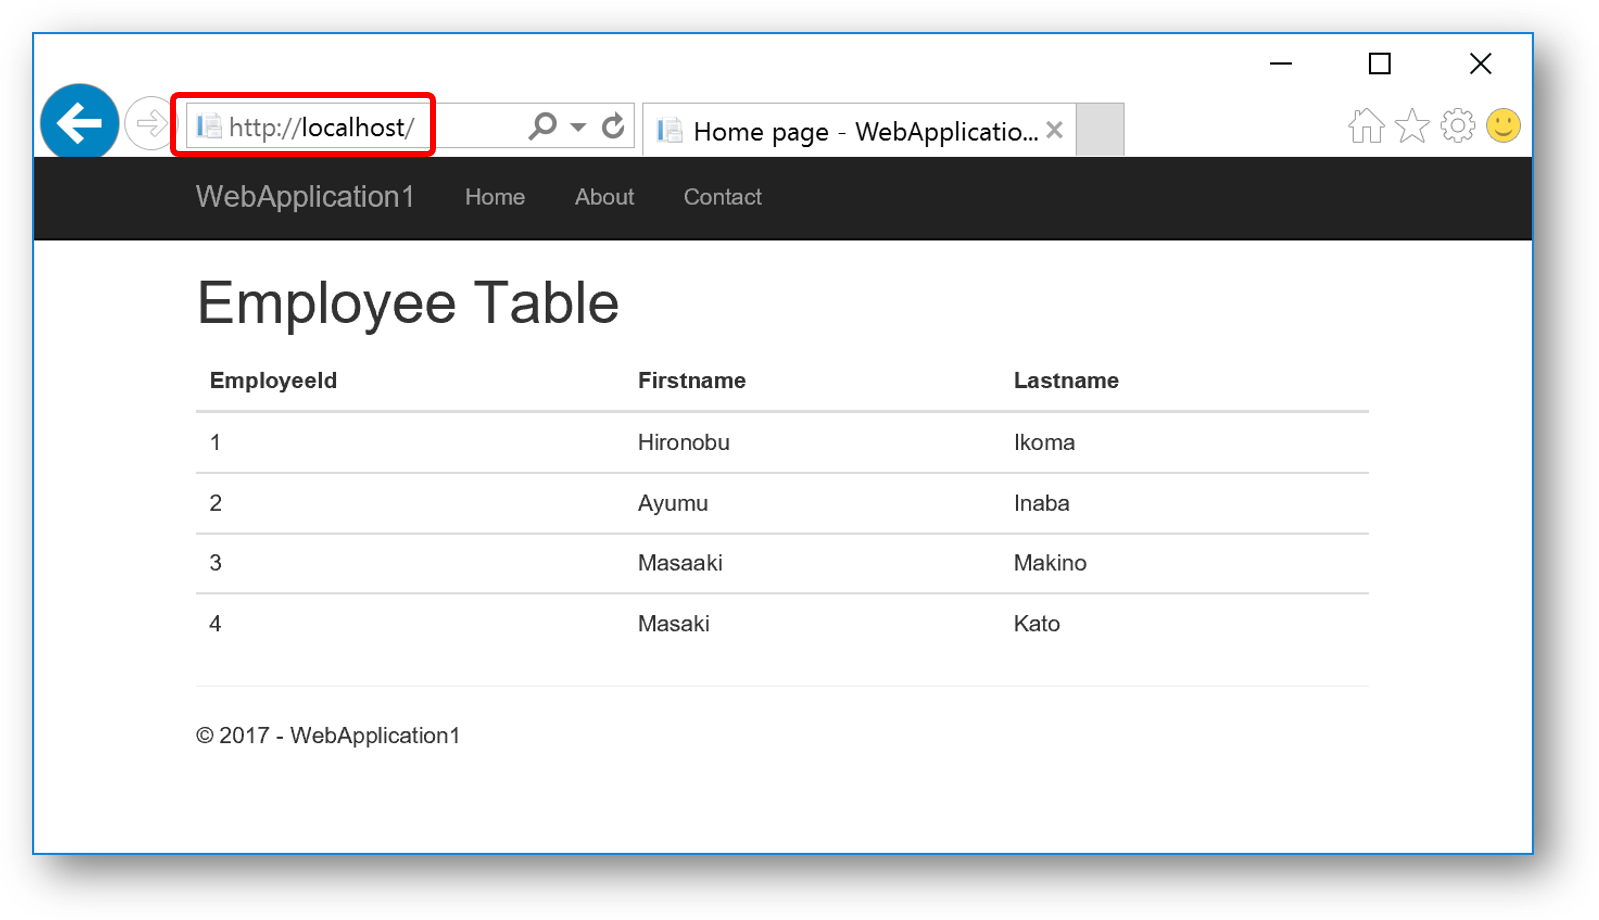 http://localhost/ Home page - WebApplicatio...
WebApplication1 Home About Contact
Employee Table
EmployeeId Firstname Lastname
1 Hironobu Ikoma
2 Ayumu Inaba
3 Masaaki Makino
4 Masaki Kato
© 2017 - WebApplication1